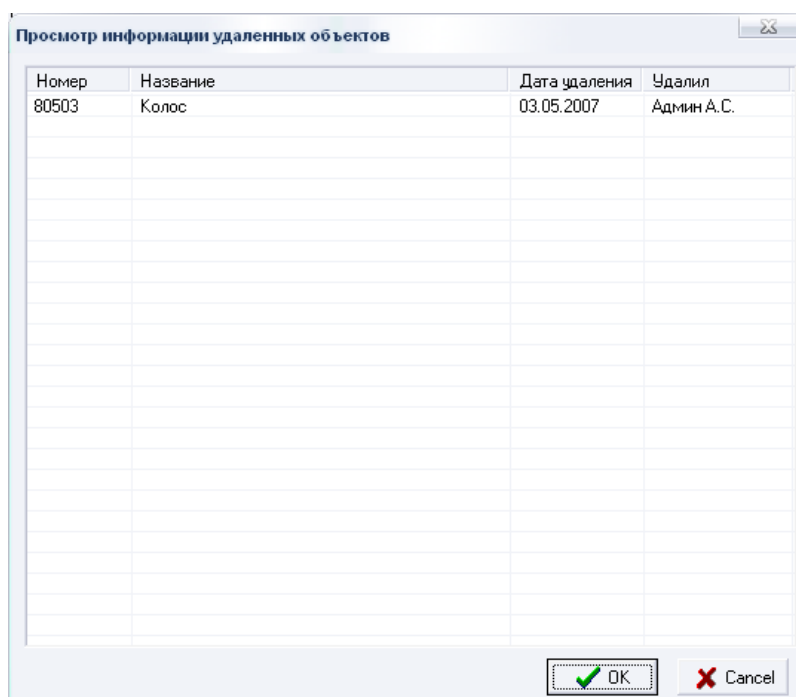 Просмотр информации удаленных объектов
Номер Название Дата удаления Удалил
80503 Колос 03.05.2007 Админ А.С.
OK Cancel